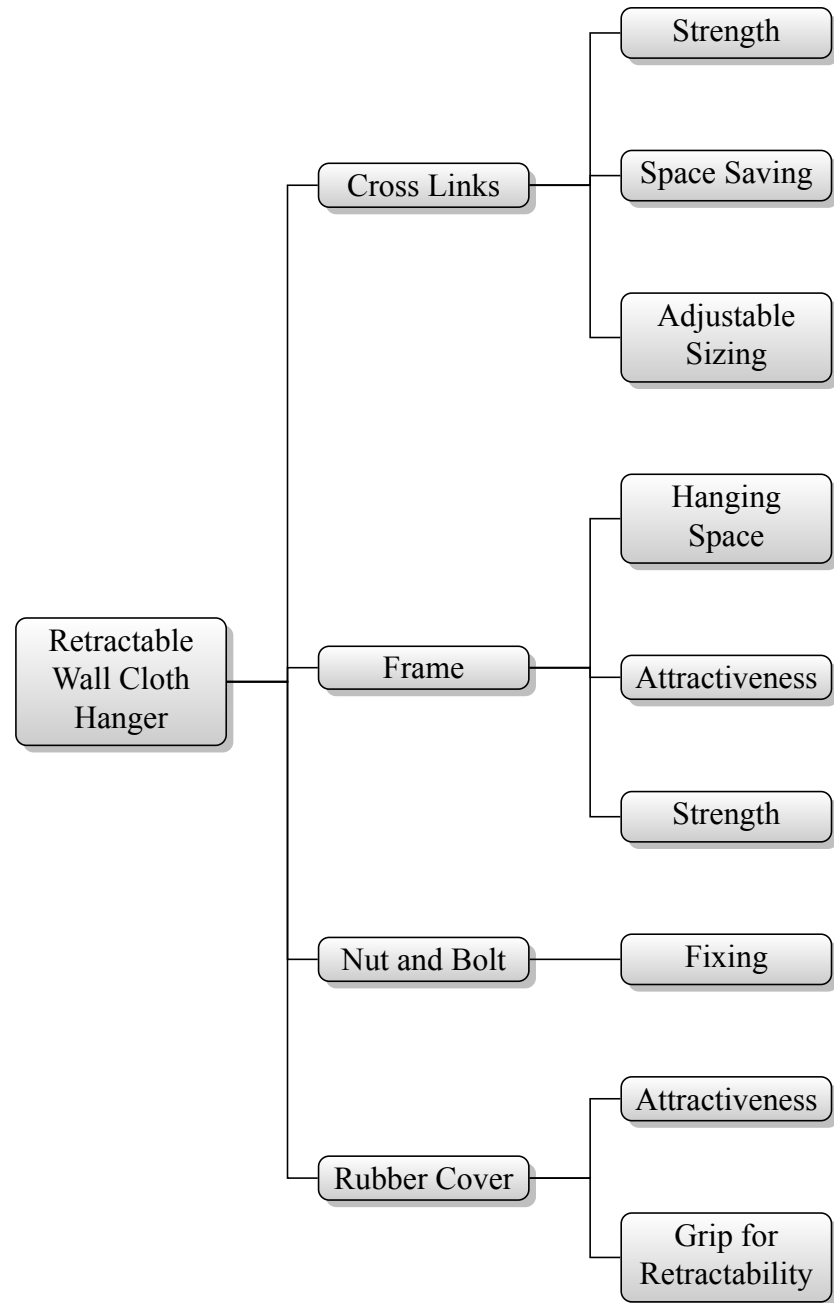 Strength
Cross Links
Space Saving
Adjustable
Sizing
Hanging
Space
Retractable
Wall Cloth
Hanger
Frame
Attractiveness
Strength
Nut and Bolt
Fixing
Attractiveness
Rubber Cover
Grip for
Retractability